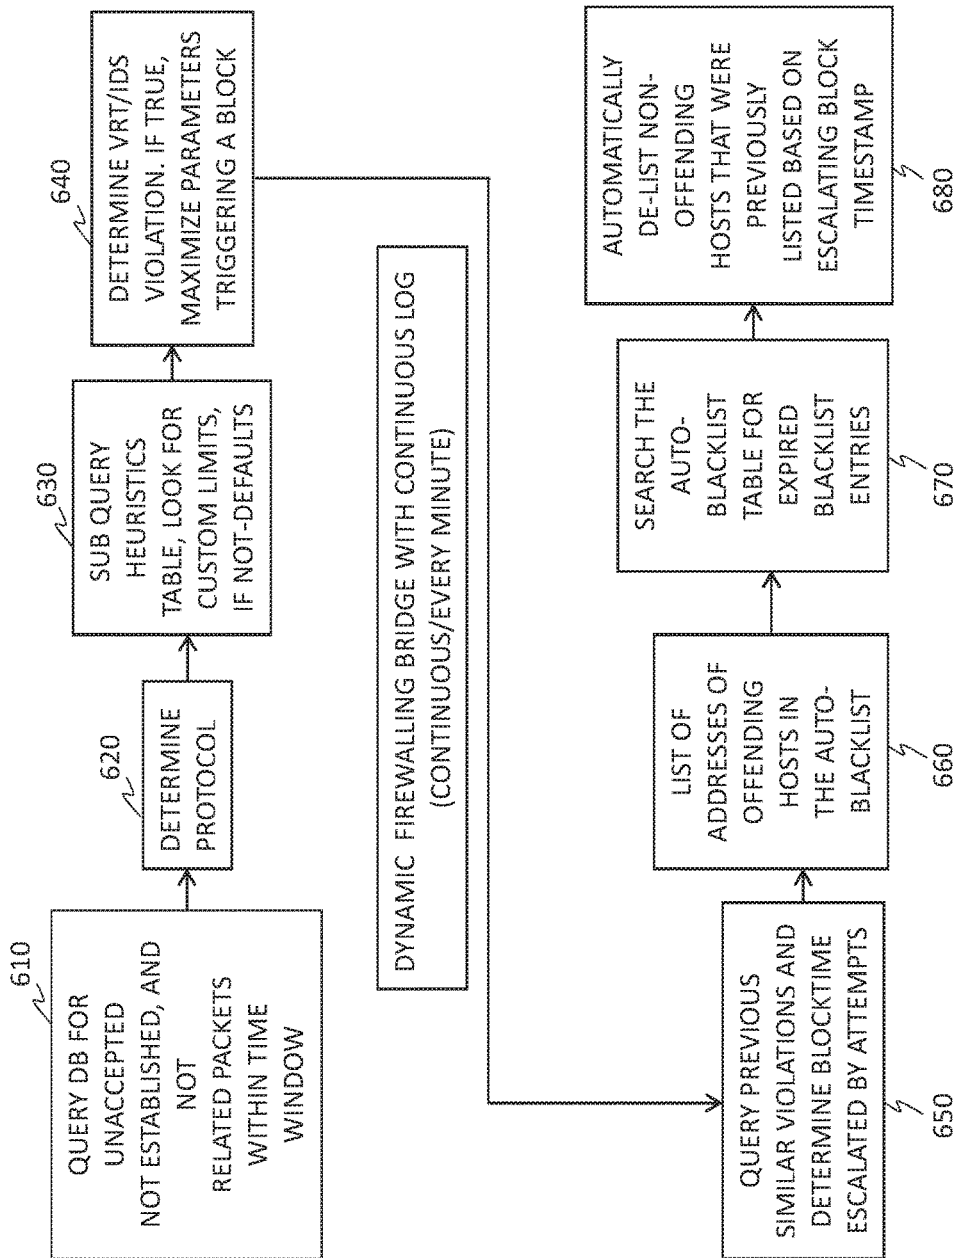 610
QUERY DB FOR
UNACCEPTED
NOT ESTABLISHED, AND
NOT
RELATED PACKETS
WITHIN TIME
WINDOW
620
DETERMINE
PROTOCOL
630
SUB QUERY
HEURISTICS
TABLE, LOOK FOR
CUSTOM LIMITS,
IF NOT-DEFAULTS
640
DETERMINE VRT/IDS
VIOLATION. IF TRUE,
MAXIMIZE PARAMETERS
TRIGGERING A BLOCK
DYNAMIC FIREWALLING BRIDGE WITH CONTINUOUS LOG
(CONTINUOUS/EVERY MINUTE)
QUERY PREVIOUS
SIMILAR VIOLATIONS AND
DETERMINE BLOCKTIME
ESCALATED BY ATTEMPTS
650
LIST OF
ADDRESSES OF
OFFENDING
HOSTS IN
THE AUTO-
BLACKLIST
660
SEARCH THE
AUTO-
BLACKLIST
TABLE FOR
EXPIRED
BLACKLIST
ENTRIES
670
AUTOMATICALLY
DE-LIST NON-
OFFENDING
HOSTS THAT WERE
PREVIOUSLY
LISTED BASED ON
ESCALATING BLOCK
TIMESTAMP
680